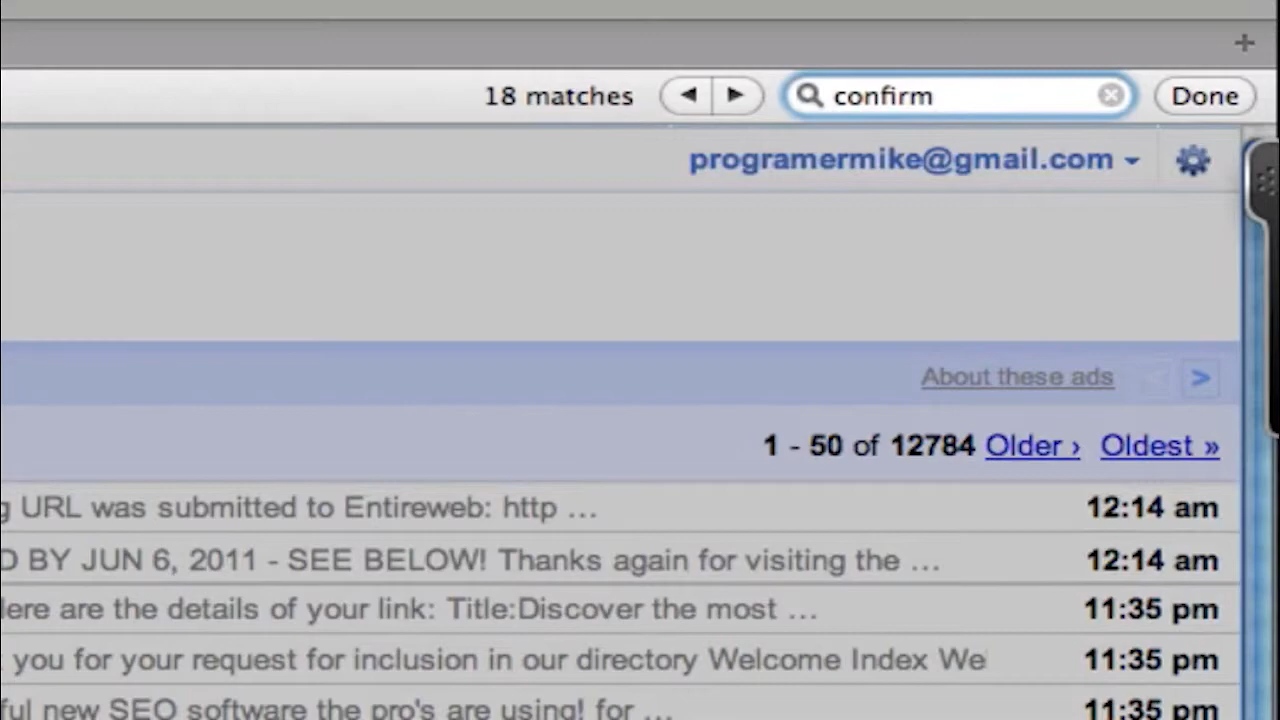 18 matches ◀ ▶ confirm Done
programermike@gmail.com
About these ads >
1 - 50 of 12784 Older › Oldest »
URL was submitted to Entireweb: http ... 12:14 am
BY JUN 6, 2011 - SEE BELOW! Thanks again for visiting the ... 12:14 am
are the details of your link: Title:Discover the most ... 11:35 pm
you for your request for inclusion in our directory Welcome Index We 11:35 pm
new SEO software the pro's are using! for ... 11:35 pm